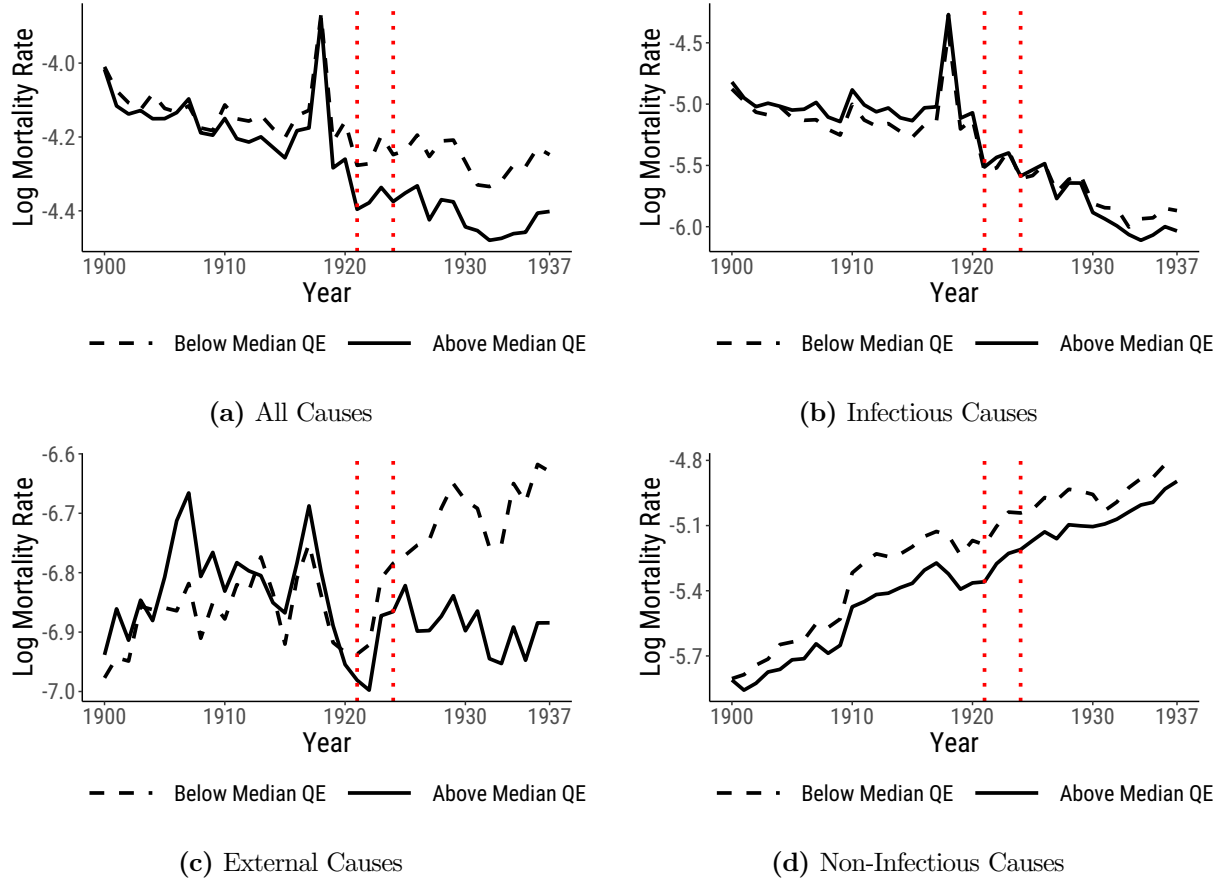 Log Mortality Rate
-4.0
-4.2
-4.4
1900 1910 1920 1930 1937
Year
Below Median QE Above Median QE
(a) All Causes
Log Mortality Rate
-4.5
-5.0
-5.5
-6.0
1900 1910 1920 1930 1937
Year
Below Median QE Above Median QE
(b) Infectious Causes
Log Mortality Rate
-6.6
-6.7
-6.8
-6.9
-7.0
1900 1910 1920 1930 1937
Year
Below Median QE Above Median QE
(c) External Causes
Log Mortality Rate
-4.8
-5.1
-5.4
-5.7
1900 1910 1920 1930 1937
Year
Below Median QE Above Median QE
(d) Non-Infectious Causes